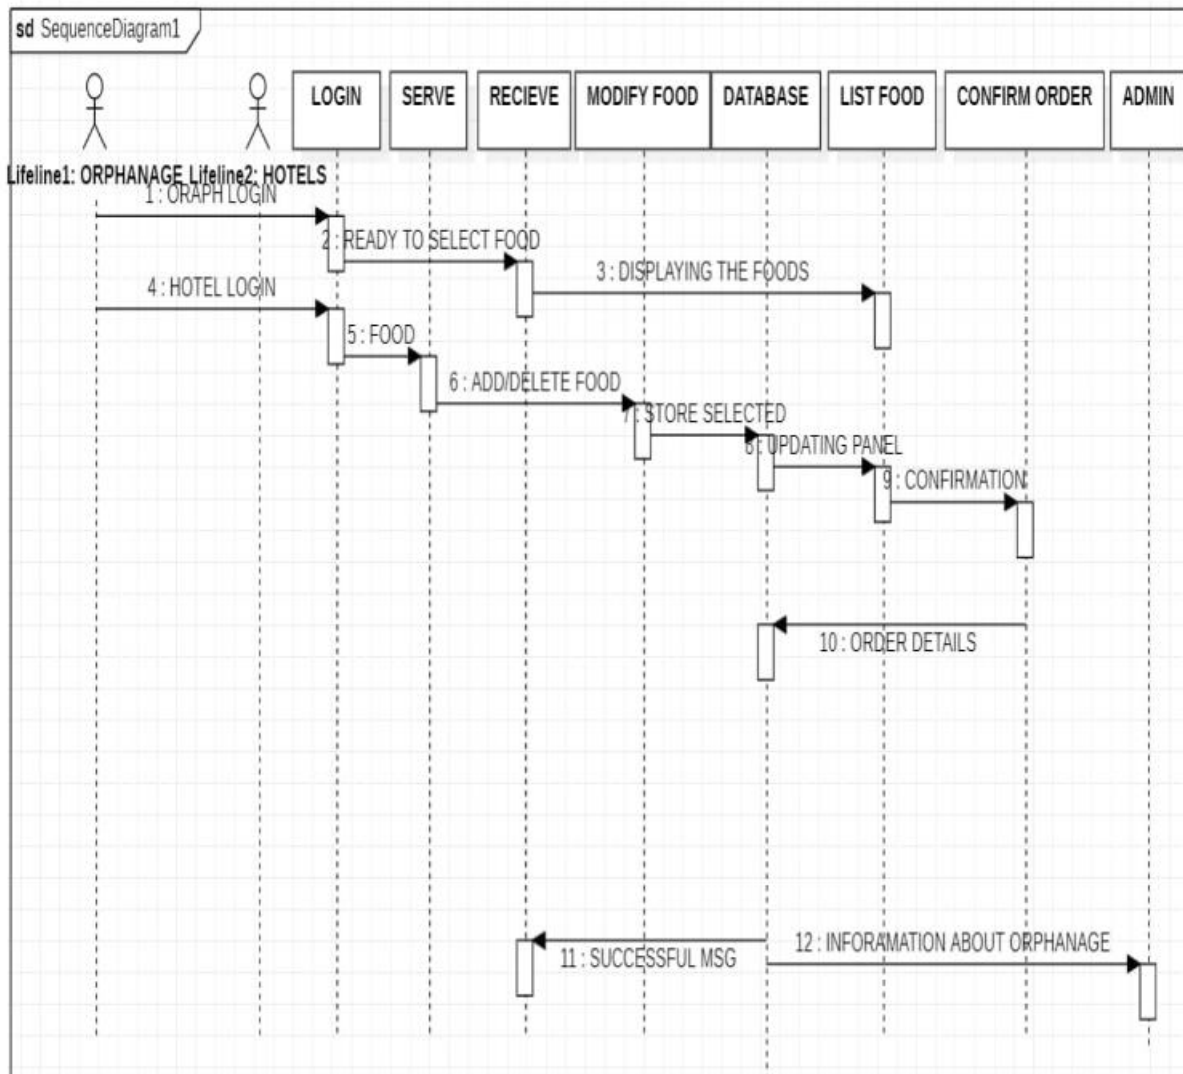 sd SequenceDiagram1
LOGIN
SERVE
RECIEVE
MODIFY FOOD
DATABASE
LIST FOOD
CONFIRM ORDER
ADMIN
Lifeline1: ORPHANAGE
Lifeline2: HOTELS
1 : ORAPH LOGIN
2 : READY TO SELECT FOOD
3 : DISPLAYING THE FOODS
4 : HOTEL LOGIN
5 : FOOD
6 : ADD/DELETE FOOD
7 : STORE SELECTED
8 : UPDATING PANEL
9 : CONFIRMATION
10 : ORDER DETAILS
11 : SUCCESSFUL MSG
12 : INFORAMATION ABOUT ORPHANAGE